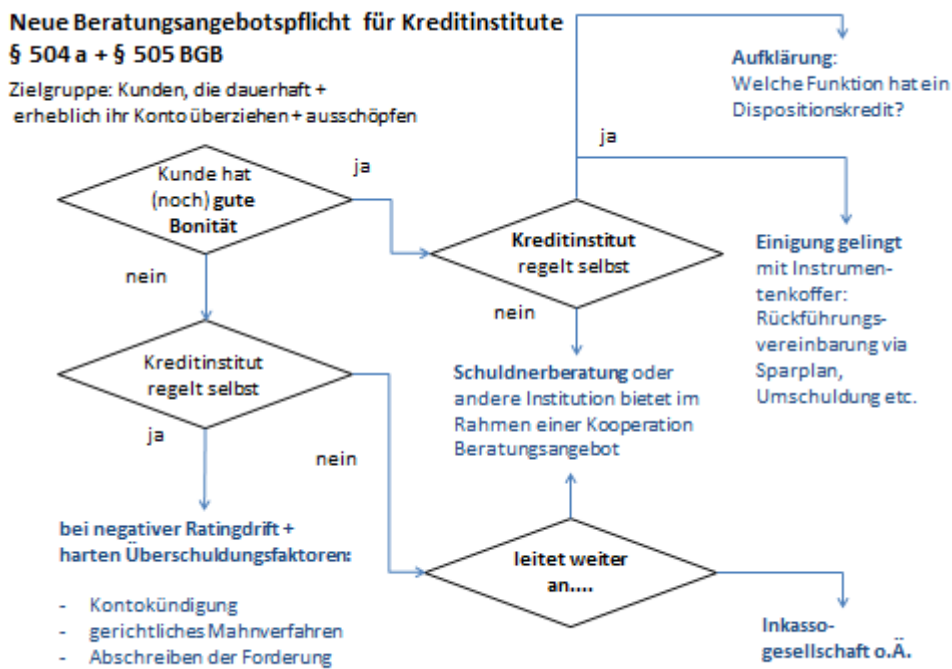 Neue Beratungsangebotspflicht für Kreditinstitute
§ 504 a + § 505 BGB
Zielgruppe: Kunden, die dauerhaft +
erheblich ihr Konto überziehen + ausschöpfen
Aufklärung:
Welche Funktion hat ein
Dispositionskredit?
ja
Kunde hat
(noch) gute
Bonität
ja
nein
Kreditinstitut
regelt selbst
nein
Einigung gelingt
mit Instrumen-
tenkoffer:
Rückführungs-
vereinbarung via
Sparplan,
Umschuldung etc.
Kreditinstitut
regelt selbst
ja
nein
Schuldnerberatung oder
andere Institution bietet im
Rahmen einer Kooperation
Beratungsangebot
bei negativer Ratingdrift +
harten Überschuldungsfaktoren:
- Kontokündigung
- gerichtliches Mahnverfahren
- Abschreiben der Forderung
leitet weiter
an....
Inkasso-
gesellschaft o.Ä.